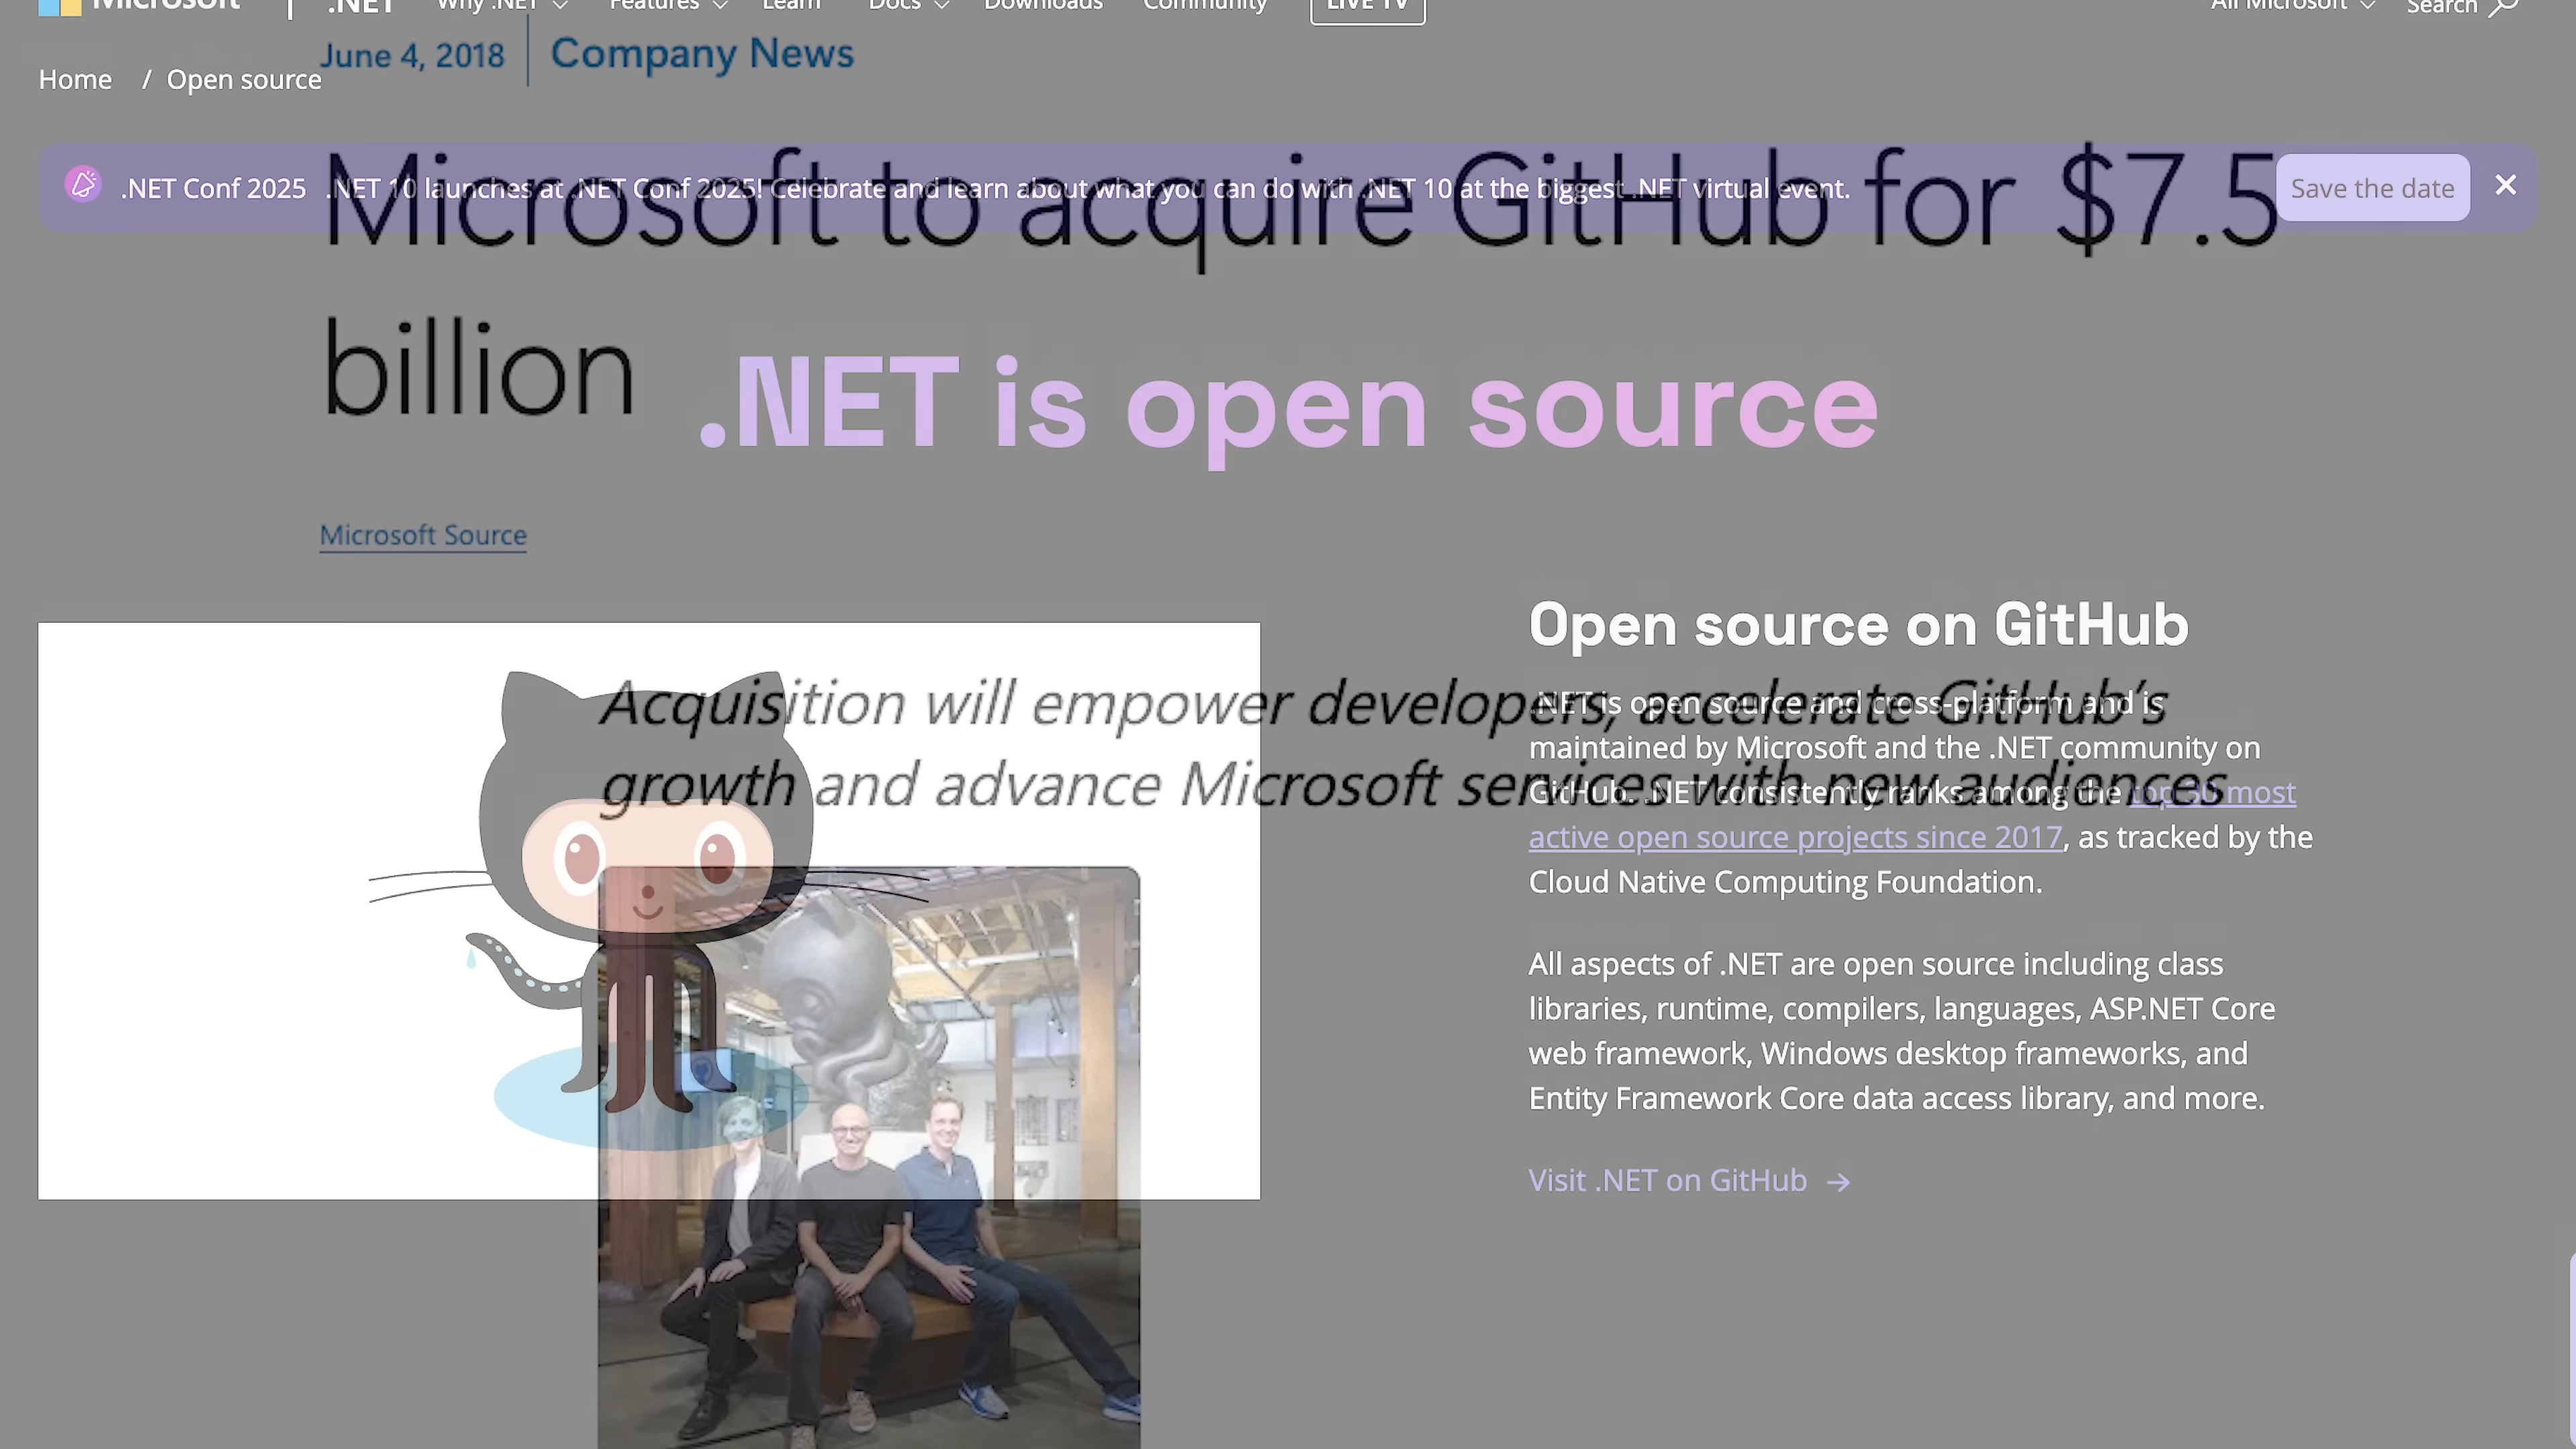 Microsoft
.NET
Why .NET
Features
Learn
Docs
Downloads
Community
LIVE TV
All Microsoft
Search
June 4, 2018
Company News
Home / Open source
.NET Conf 2025 .NET 10 launches at .NET Conf 2025! Celebrate and learn about what you can do with .NET 10 at the biggest .NET virtual event.
Save the date
Microsoft to acquire GitHub for $7.5
billion
.NET is open source
Microsoft Source
Acquisition will empower developers, accelerate GitHub's
growth and advance Microsoft services with new audiences
Open source on GitHub
.NET is open source and cross-platform and is
maintained by Microsoft and the .NET community on
GitHub. .NET consistently ranks among the top 30 most
active open source projects since 2017, as tracked by the
Cloud Native Computing Foundation.
All aspects of .NET are open source including class
libraries, runtime, compilers, languages, ASP.NET Core
web framework, Windows desktop frameworks, and
Entity Framework Core data access library, and more.
Visit .NET on GitHub